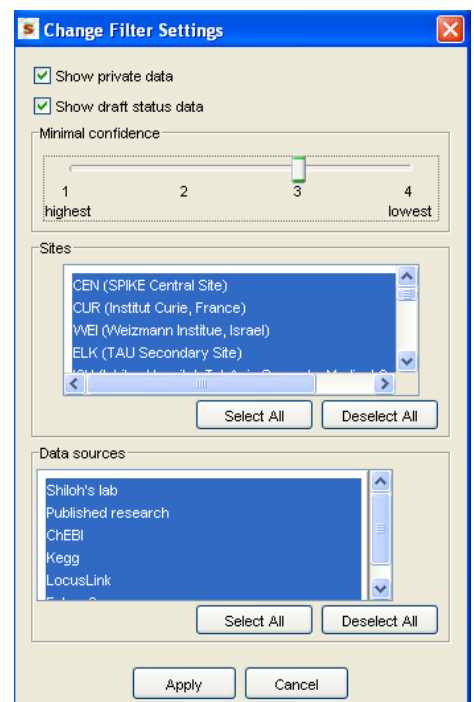 Change Filter Settings
Show private data
Show draft status data
Minimal confidence
1 2 3 4
highest lowest
Sites
CEN (SPIKE Central Site)
CUR (Institut Curie, France)
WEI (Weizmann Institue, Israel)
ELK (TAU Secondary Site)
Select All Deselect All
Data sources
Shiloh's lab
Published research
ChEBI
Kegg
LocusLink
Select All Deselect All
Apply Cancel